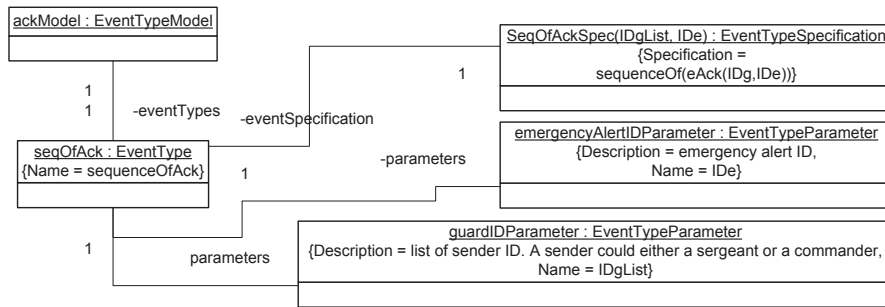 ackModel : EventTypeModel
SeqOfAckSpec(IDgList, IDe) : EventTypeSpecification
{Specification =
sequenceOf(eAck(IDg,IDe))}
1
1
1
-eventTypes
-eventSpecification
emergencyAlertIDParameter : EventTypeParameter
{Description = emergency alert ID,
Name = IDe}
seqOfAck : EventType
{Name = sequenceOfAck}
-parameters
1
guardIDParameter : EventTypeParameter
{Description = list of sender ID. A sender could either a sergeant or a commander,
Name = IDgList}
1
parameters